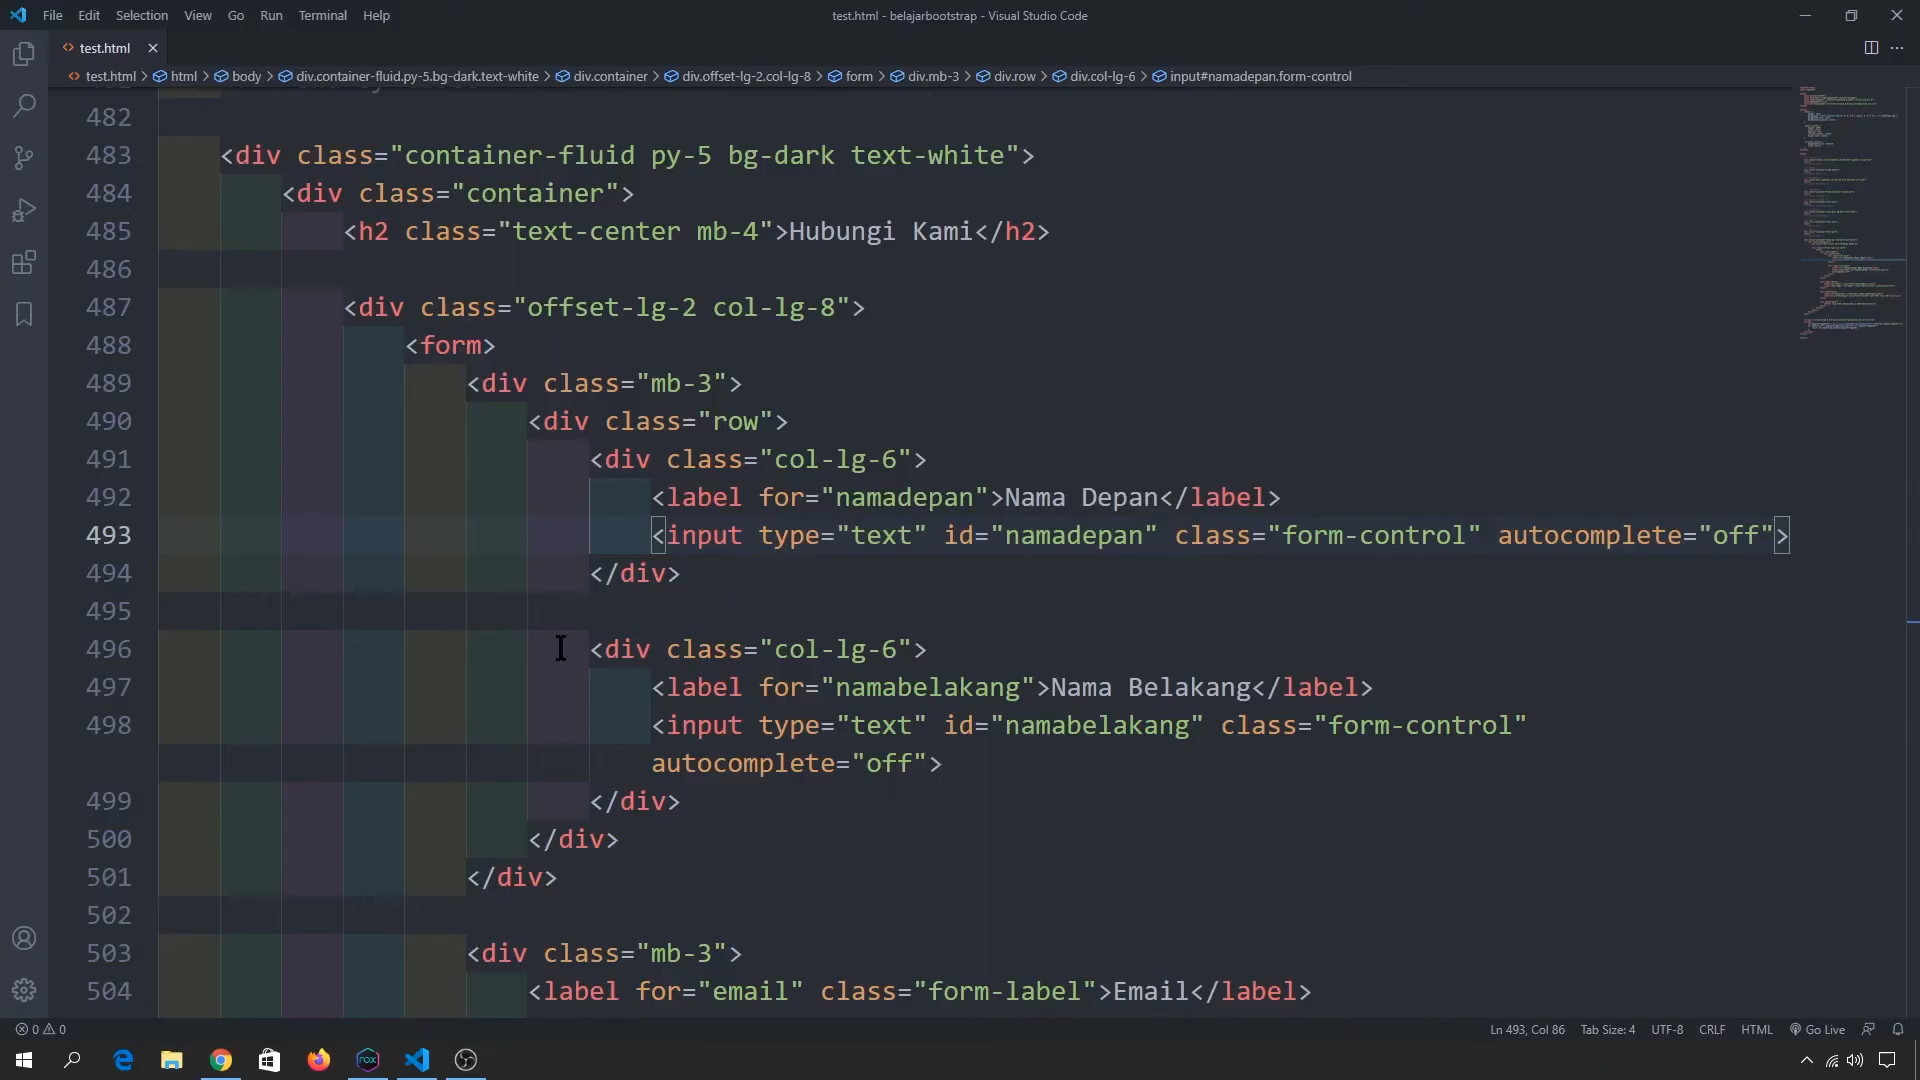 File Edit Selection View Go Run Terminal Help
test.html - belajarbootstrap - Visual Studio Code
test.html
test.html > html > body > div.container-fluid.py-5.bg-dark.text-white > div.container > div.offset-lg-2.col-lg-8 > form > div.mb-3 > div.row > div.col-lg-6 > input#namadepan.form-control
482
483 <div class="container-fluid py-5 bg-dark text-white">
484 <div class="container">
485 <h2 class="text-center mb-4">Hubungi Kami</h2>
486
487 <div class="offset-lg-2 col-lg-8">
488 <form>
489 <div class="mb-3">
490 <div class="row">
491 <div class="col-lg-6">
492 <label for="namadepan">Nama Depan</label>
493 <input type="text" id="namadepan" class="form-control" autocomplete="off">
494 </div>
495
496 <div class="col-lg-6">
497 <label for="namabelakang">Nama Belakang</label>
498 <input type="text" id="namabelakang" class="form-control"
autocomplete="off">
499 </div>
500 </div>
501 </div>
502
503 <div class="mb-3">
504 <label for="email" class="form-label">Email</label>
0 0 Ln 493, Col 86 Tab Size: 4 UTF-8 CRLF HTML Go Live